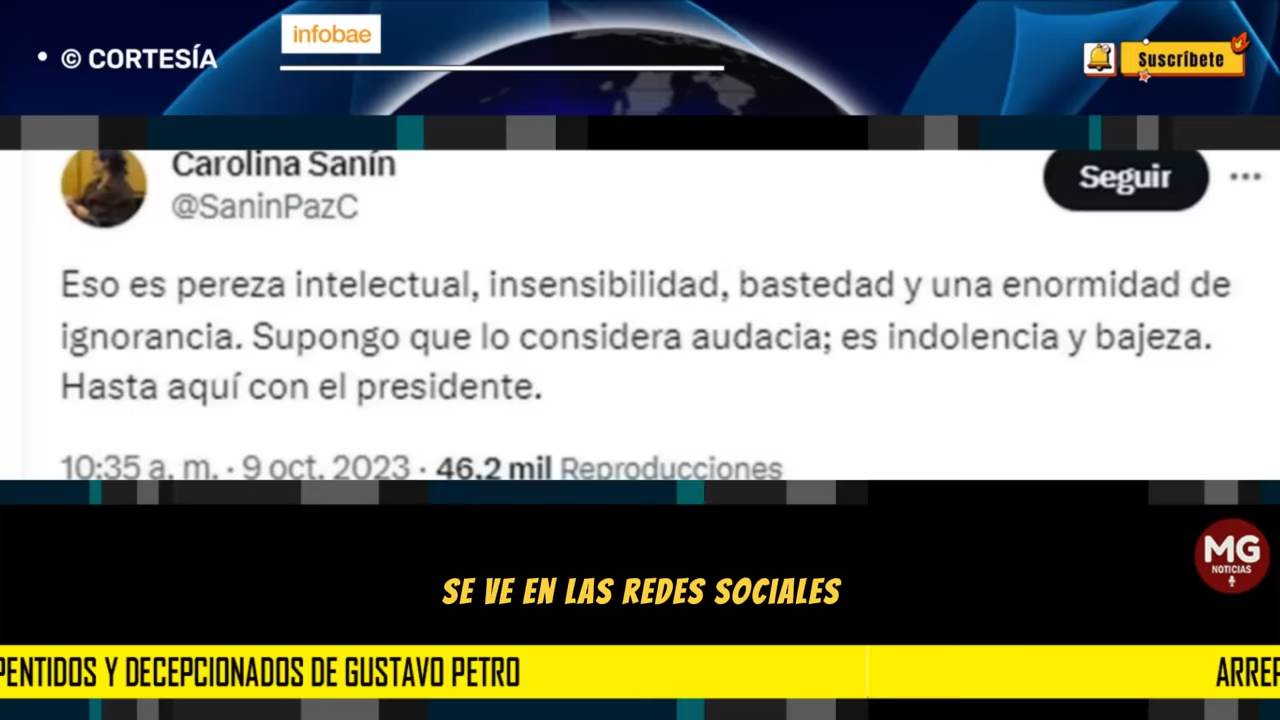 infobae
• © CORTESÍA
Suscríbete
Carolina Sanín
Seguir
@SaninPazC
Eso es pereza intelectual, insensibilidad, bastedad y una enormidad de
ignorancia. Supongo que lo considera audacia; es indolencia y bajeza.
Hasta aquí con el presidente.
10:35 a. m. · 9 oct. 2023 · 46,2 mil Reproducciones
MG
NOTICIAS
SE VE EN LAS REDES SOCIALES
PENTIDOS Y DECEPCIONADOS DE GUSTAVO PETRO
ARREP